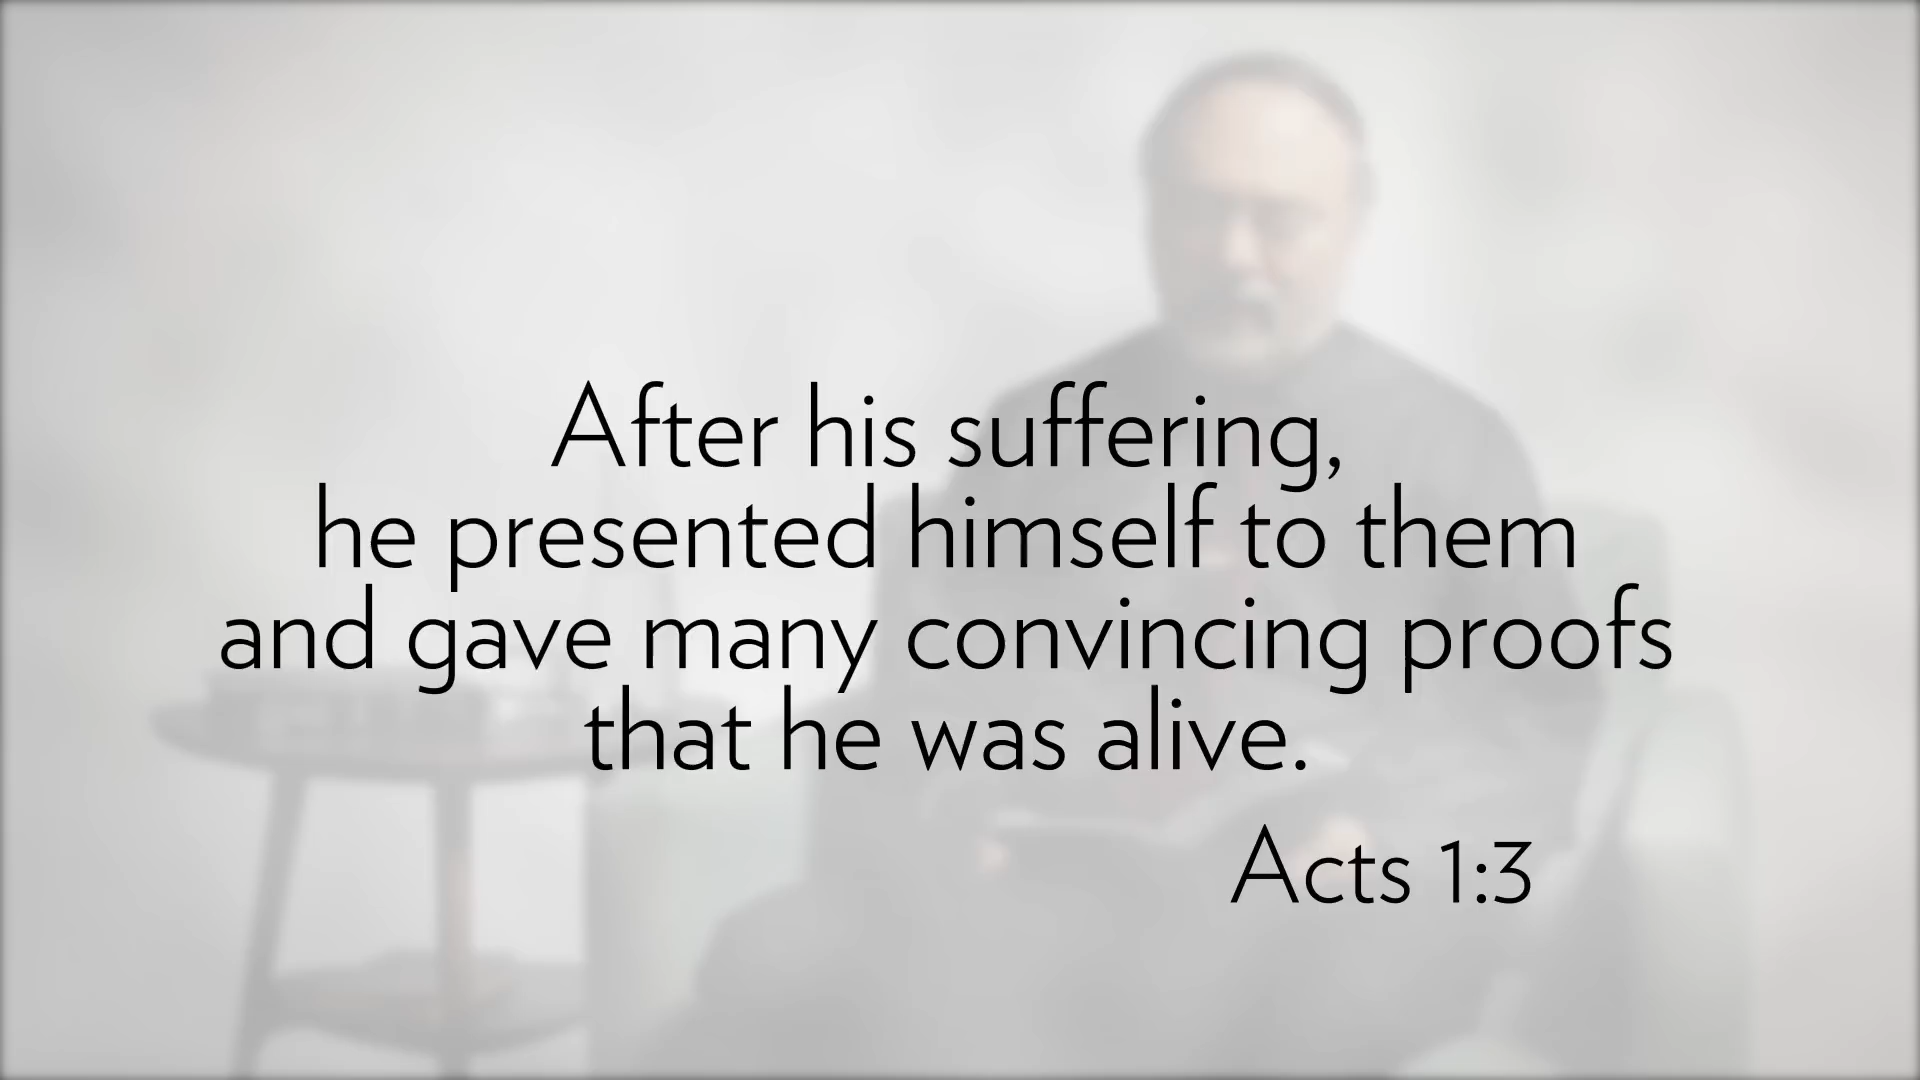 After his suffering,
he presented himself to them
and gave many convincing proofs
that he was alive.
Acts 1:3